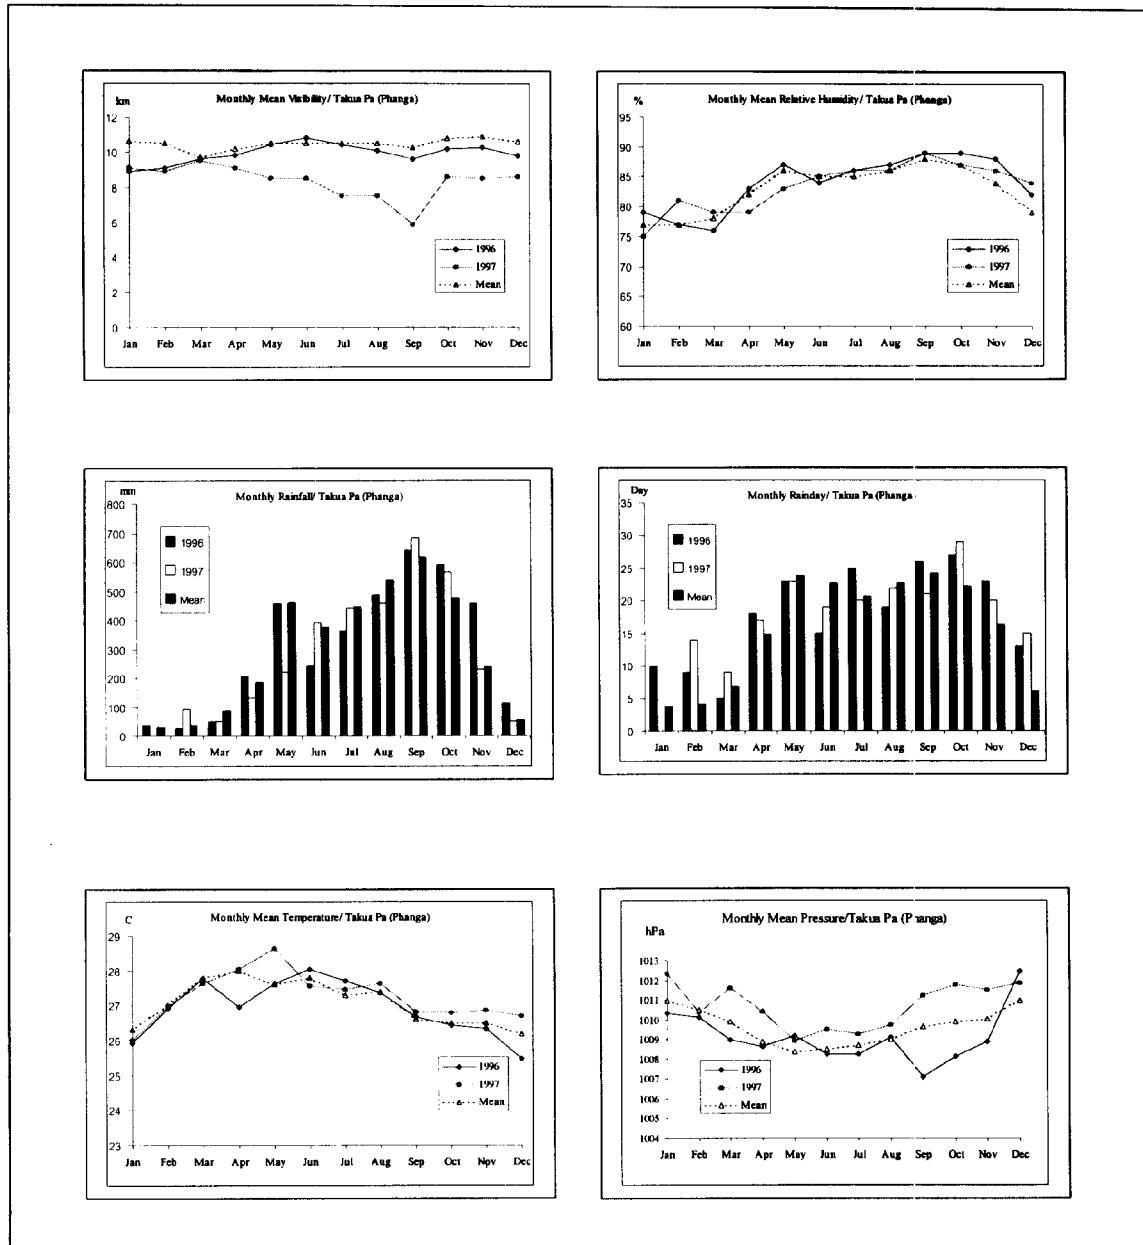 Monthly Mean Visibility/ Takua Pa (Phanga)
km
12
10
8
6
4
2
0
1996
1997
Mean
Jan Feb Mar Apr May Jun Jul Aug Sep Oct Nov Dec
Monthly Mean Relative Humidity/ Takua Pa (Phanga)
%
95
90
85
80
75
70
65
60
1996
1997
Mean
Jan Feb Mar Apr May Jun Jul Aug Sep Oct Nov Dec
mm
Monthly Rainfall/ Takua Pa (Phanga)
800
700
600
500
400
300
200
100
0
1996
1997
Mean
Jan Feb Mar Apr May Jun Jul Aug Sep Oct Nov Dec
Day
Monthly Rainday/ Takua Pa (Phanga
35
30
25
20
15
10
5
0
1996
1997
Mean
Jan Feb Mar Apr May Jun Jul Aug Sep Oct Nov Dec
C
Monthly Mean Temperature/ Takua Pa (Phanga)
29
28
27
26
25
24
23
1996
1997
Mean
Jan Feb Mar Apr May Jun Jul Aug Sep Oct Nov Dec
Monthly Mean Pressure/Takua Pa (Phanga)
hPa
1013
1012
1011
1010
1009
1008
1007
1006
1005
1004
1996
1997
Mean
Jan Feb Mar Apr May Jun Jul Aug Sep Oct Nov Dec